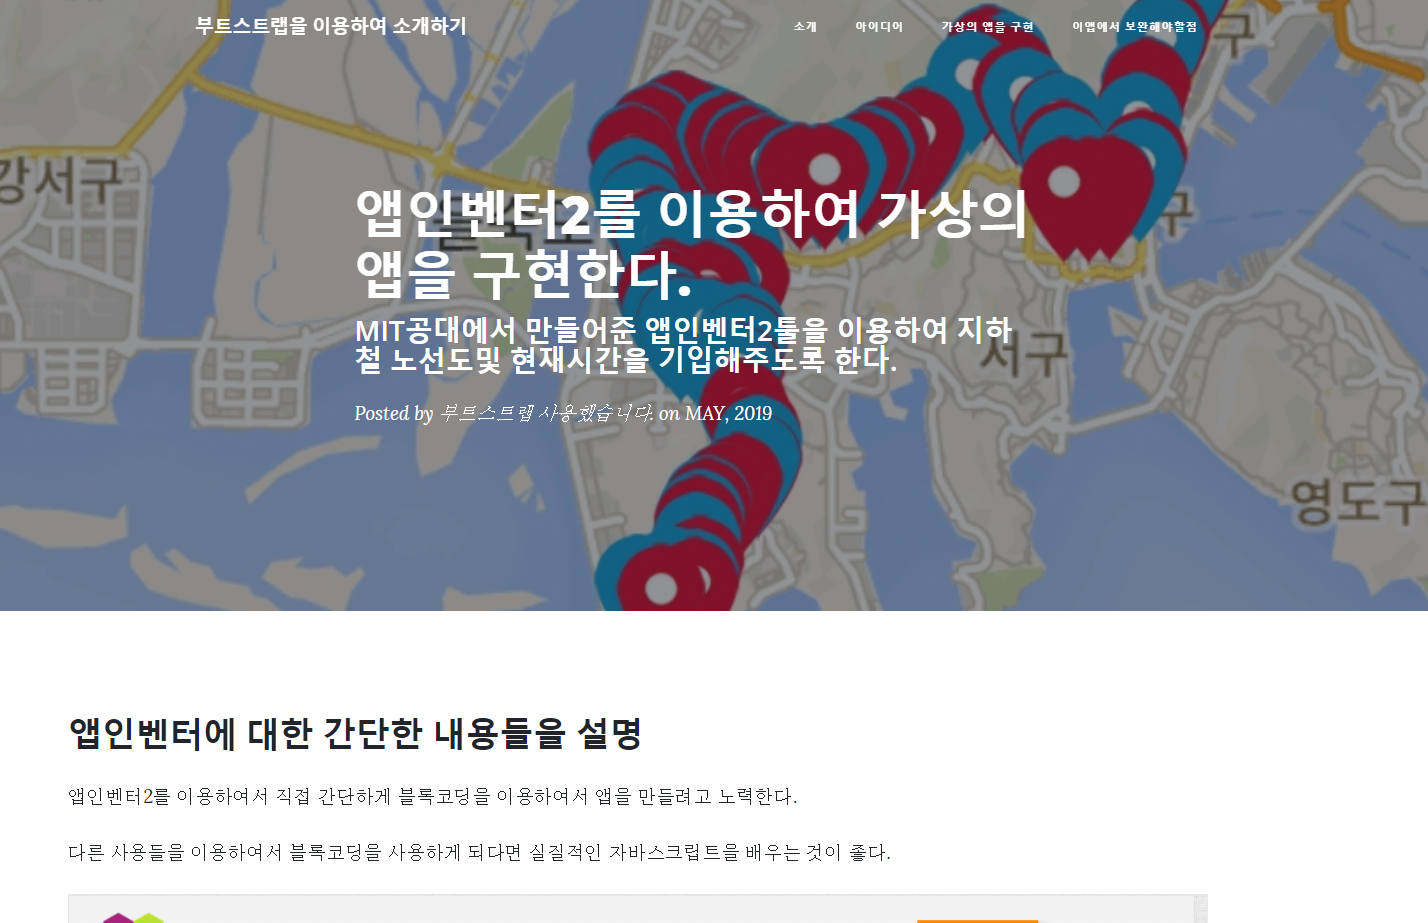 부트스트랩을 이용하여 소개하기
소개
아이디어
가상의 앱을 구현
이앱에서 보완해야할점
강서구
앱인벤터2를 이용하여 가상의
앱을 구현한다.
MIT공대에서 만들어준 앱인벤터2툴을 이용하여 지하
철 노선도및 현재시간을 기입해주도록 한다.
서구
Posted by 부트스트랩 사용했습니다. on MAY, 2019
영도구
앱인벤터에 대한 간단한 내용들을 설명
앱인벤터2를 이용하여서 직접 간단하게 블록코딩을 이용하여서 앱을 만들려고 노력한다.
다른 사용들을 이용하여서 블록코딩을 사용하게 되다면 실질적인 자바스크립트을 배우는 것이 좋다.